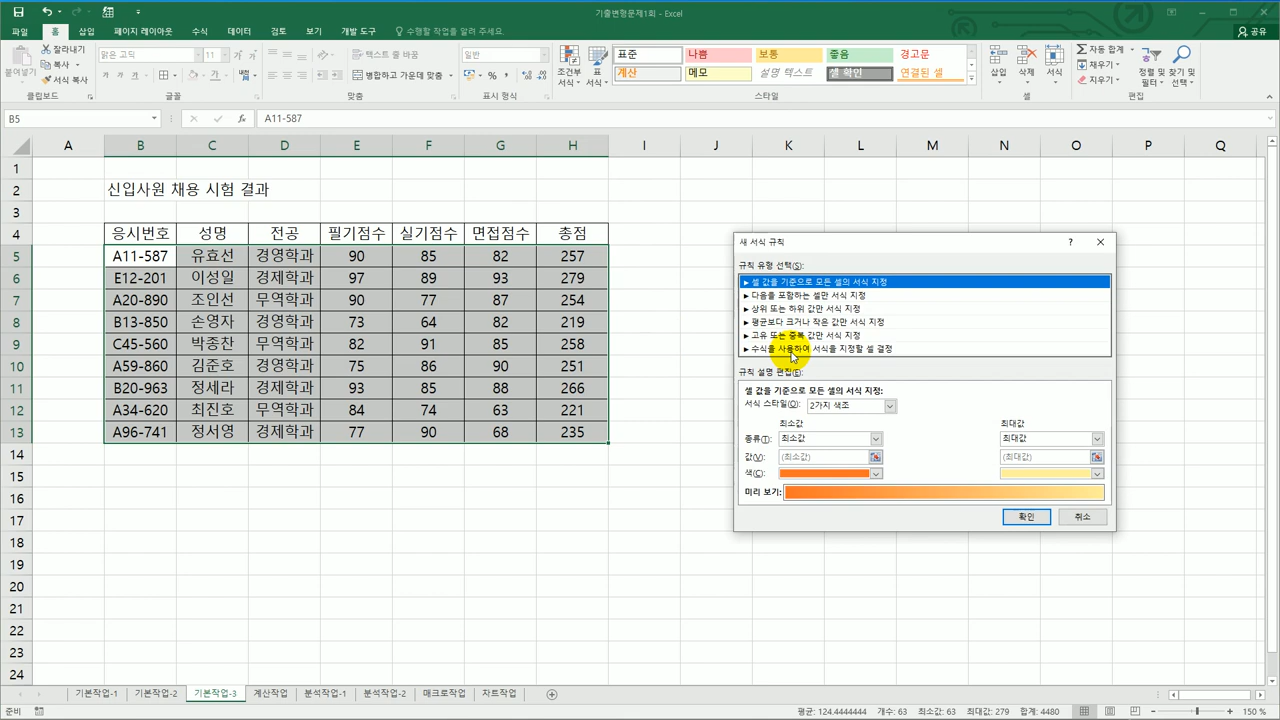 기출변형문제1회 - Excel
파일 홈 삽입 페이지 레이아웃 수식 데이터 검토 보기 개발 도구 수행할 작업을 알려 주세요. 공유
붙여넣기 잘라내기 복사 서식 복사
맑은 고딕 11 텍스트 줄 바꿈 일반
병합하고 가운데 맞춤
조건부 서식 표 서식
표준 나쁨 보통 좋음 경고문
계산 메모 설명 텍스트 셀 확인 연결된 셀
삽입 삭제 서식
자동 합계 채우기 지우기
정렬 및 필터 찾기 및 선택
클립보드 글꼴 맞춤 표시 형식 스타일 셀 편집
B5 fx A11-587
A B C D E F G H I J K L M N O P Q
1
2 신입사원 채용 시험 결과
3
4 응시번호 성명 전공 필기점수 실기점수 면접점수 총점
5 A11-587 유효선 경영학과 90 85 82 257
6 E12-201 이성일 경제학과 97 89 93 279
7 A20-890 조인선 무역학과 90 77 87 254
8 B13-850 손영자 경영학과 73 64 82 219
9 C45-560 박종찬 무역학과 82 91 85 258
10 A59-860 김준호 경영학과 75 86 90 251
11 B20-963 정세라 경제학과 93 85 88 266
12 A34-620 최진호 무역학과 84 74 63 221
13 A96-741 정서영 경제학과 77 90 68 235
14
15
16
17
18
19
20
21
22
23
24
새 서식 규칙 ?
규칙 유형 선택(S):
► 셀 값을 기준으로 모든 셀의 서식 지정
► 다음을 포함하는 셀만 서식 지정
► 상위 또는 하위 값만 서식 지정
► 평균보다 크거나 작은 값만 서식 지정
► 고유 또는 중복 값만 서식 지정
► 수식을 사용하여 서식을 지정할 셀 결정
규칙 설명 편집(E):
셀 값을 기준으로 모든 셀의 서식 지정:
서식 스타일(O): 2가지 색조
최소값 최대값
종류(T): 최소값 최대값
값(V): (최소값) (최대값)
색(C):
미리 보기:
확인 취소
기본작업-1 기본작업-2 기본작업-3 계산작업 분석작업-1 분석작업-2 매크로작업 차트작업
준비 평균: 124.4444444 개수: 63 최소값: 63 최대값: 279 합계: 4480 150 %